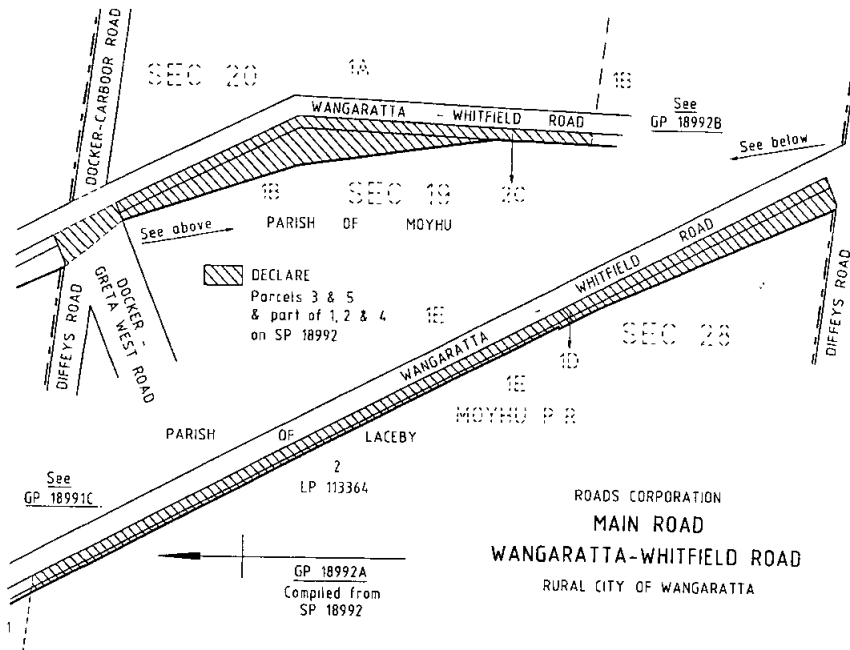 DOCKER-CARBOOR ROAD
SEC 20
1A
1B
WANGARATTA - WHITFIELD ROAD
See
GP 18992B
See below
1B
SEC 19
2G
PARISH OF MOYHU
See above
DOCKER -
GRETA WEST ROAD
DIFFEYS ROAD
DECLARE
Parcels 3 & 5
& part of 1, 2 & 4
on SP 18992
1E
WANGARATTA - WHITFIELD ROAD
SEC 28
DIFFEYS ROAD
1D
1E
MOYHU P R
PARISH OF LACEBY
2
LP 113364
See
GP 18991C
GP 18992A
Compiled from
SP 18992
1
ROADS CORPORATION
MAIN ROAD
WANGARATTA-WHITFIELD ROAD
RURAL CITY OF WANGARATTA